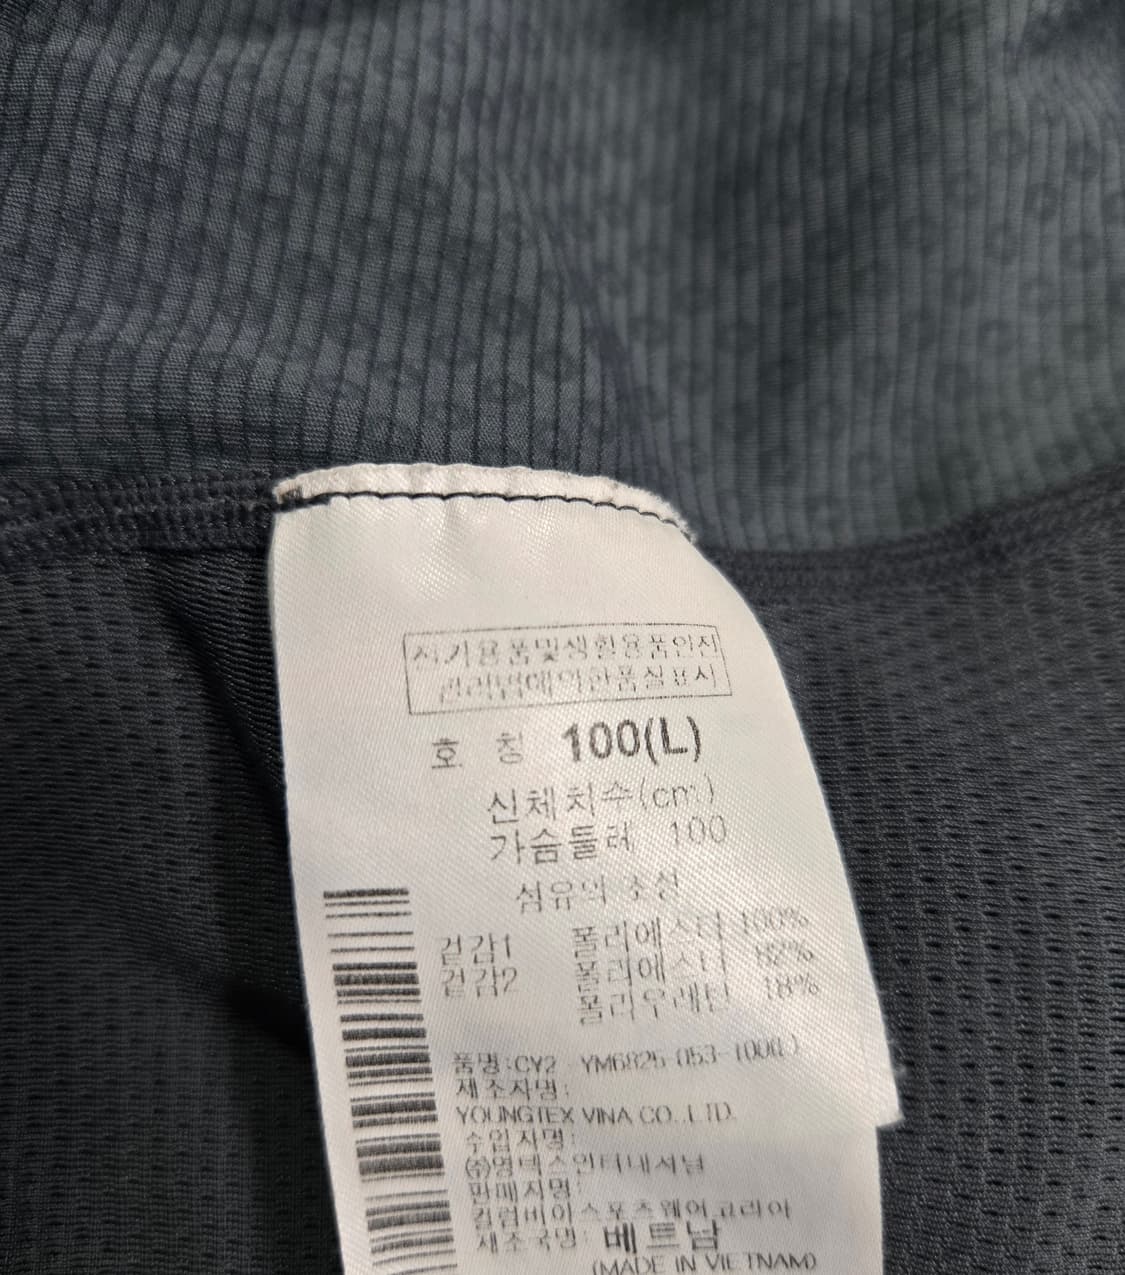 전기용품및생활용품안전
관리법에의한품질표시
호 칭 100(L)
신체치수(cm)
가슴둘레 100
섬유의 조성
겉감1 폴리에스터 100%
겉감2 폴리에스터 82%
폴리우레탄 18%
품명:CY2 YM6825 053-100(L)
제조자명:
YOUNGTEX VINA CO.,LTD.
수입자명:
㈜영텍스인터내셔널
판매자명:
컬럼비아스포츠웨어코리아
제조국명: 베트남
(MADE IN VIETNAM)